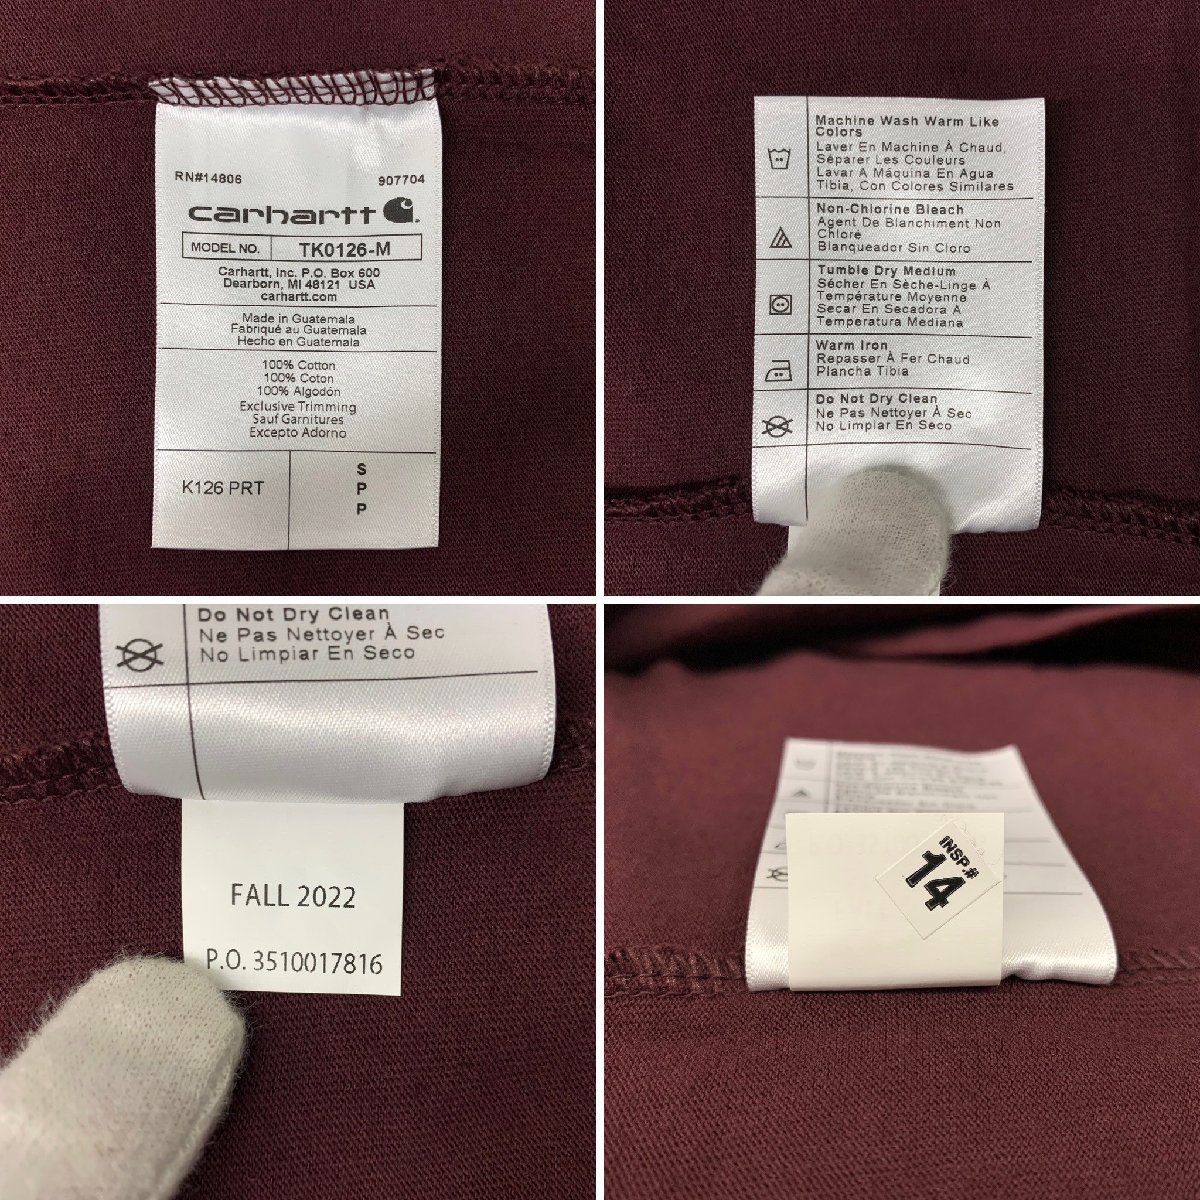 RN#14806 907704
carhartt
MODEL NO. TK0126-M
Carhartt, Inc. P.O. Box 600
Dearborn, MI 48121 USA
carhartt.com
Made in Guatemala
Fabriqué au Guatemala
Hecho en Guatemala
100% Cotton
100% Coton
100% Algodón
Exclusive Trimming
Sauf Garnitures
Excepto Adorno
K126 PRT
S
P
P
Machine Wash Warm Like
Colors
Laver En Machine À Chaud,
Séparer Les Couleurs
Lavar A Máquina En Agua
Tibia, Con Colores Similares
Non-Chlorine Bleach
Agent De Blanchiment Non
Chloré
Blanqueador Sin Cloro
Tumble Dry Medium
Sécher En Sèche-Linge À
Température Moyenne
Secar En Secadora A
Temperatura Mediana
Warm Iron
Repasser À Fer Chaud
Plancha Tibia
Do Not Dry Clean
Ne Pas Nettoyer À Sec
No Limpiar En Seco
Do Not Dry Clean
Ne Pas Nettoyer À Sec
No Limpiar En Seco
FALL 2022
P.O. 3510017816
INSP.#
14